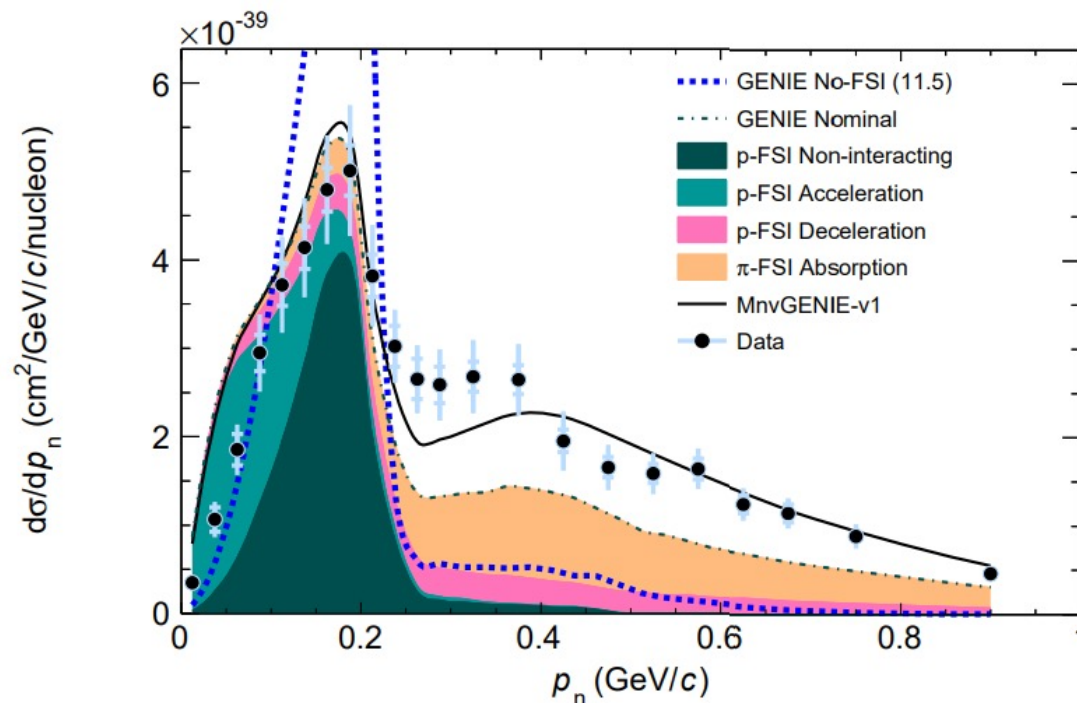 ×10⁻³⁹
6
4
2
0
dσ/dpₙ (cm²/GeV/c/nucleon)
GENIE No-FSI (11.5)
GENIE Nominal
p-FSI Non-interacting
p-FSI Acceleration
p-FSI Deceleration
π-FSI Absorption
MnvGENIE-v1
Data
0 0.2 0.4 0.6 0.8
pₙ (GeV/c)